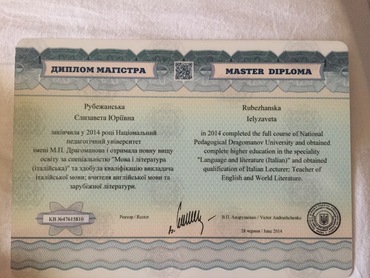 ДИПЛОМ МАГІСТРА
MASTER DIPLOMA
Рубежанська
Єлизавета Юріївна
закінчила у 2014 році Національний
педагогічний університет
імені М.П. Драгоманова і отримала повну вищу
освіту за спеціальністю "Мова і література
(італійська)" та здобула кваліфікацію викладача
італійської мови; вчителя англійської мови та
зарубіжної літератури.
Rubezhanska
Ielyzaveta
in 2014 completed the full course of National
Pedagogical Dragomanov University and obtained
complete higher education in the speciality
"Language and literature (Italian)" and obtained
qualification of Italian Lecturer; Teacher of
English and World Literature.
КВ №47615810
Ректор / Rector
В.П. Андрущенко / Victor Andrushchenko
28 червня / June 2014